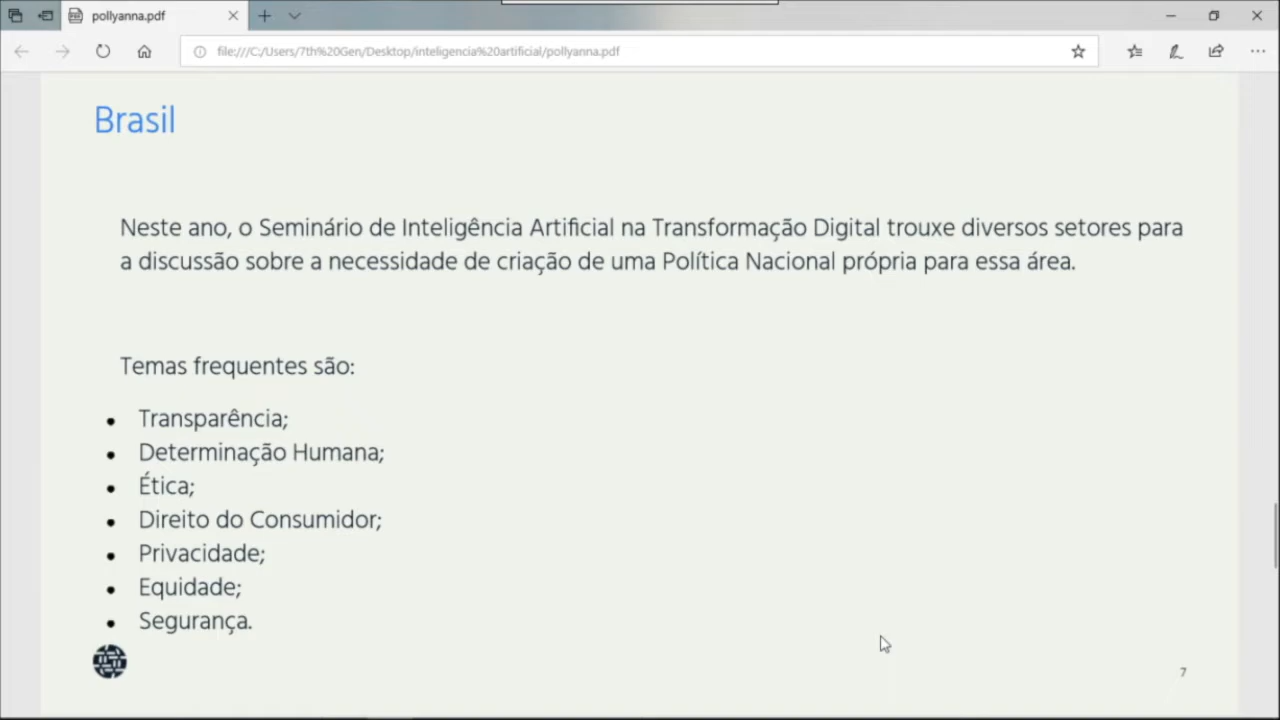 pollyanna.pdf
file:///C:/Users/7th%20Gen/Desktop/inteligencia%20artificial/pollyanna.pdf
Brasil
Neste ano, o Seminário de Inteligência Artificial na Transformação Digital trouxe diversos setores para
a discussão sobre a necessidade de criação de uma Política Nacional própria para essa área.
Temas frequentes são:
• Transparência;
• Determinação Humana;
• Ética;
• Direito do Consumidor;
• Privacidade;
• Equidade;
• Segurança.
7